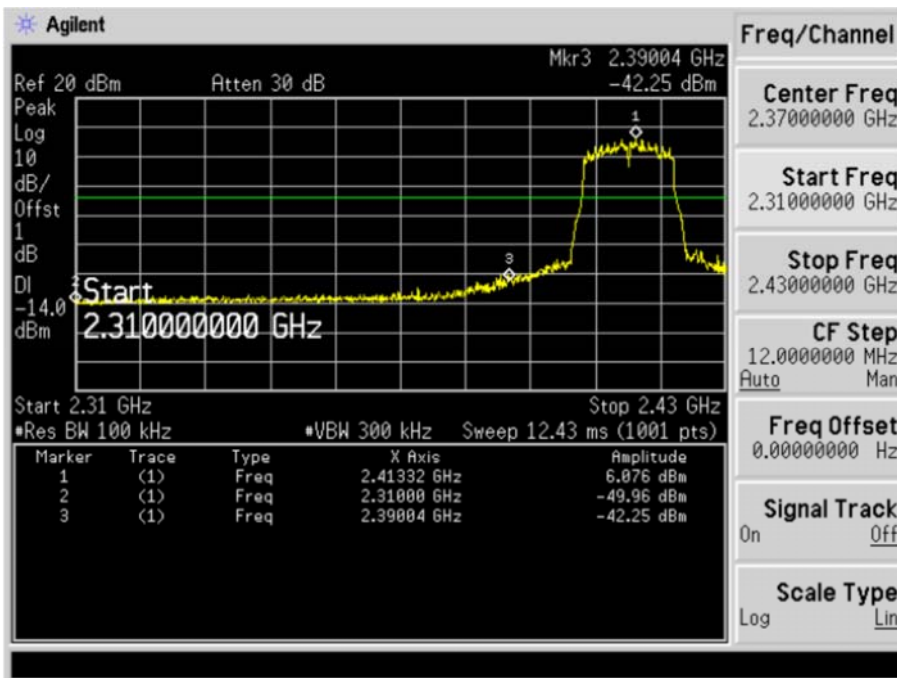 Agilent
Freq/Channel
Mkr3 2.39004 GHz
Ref 20 dBm Atten 30 dB -42.25 dBm
Peak
Log
10
dB/
Offst
1
dB
DI
-14.0
dBm
1
3
2
Start
2.310000000 GHz
Start 2.31 GHz Stop 2.43 GHz
#Res BW 100 kHz #VBW 300 kHz Sweep 12.43 ms (1001 pts)
Marker Trace Type X Axis Amplitude
1 (1) Freq 2.41332 GHz 6.076 dBm
2 (1) Freq 2.31000 GHz -49.96 dBm
3 (1) Freq 2.39004 GHz -42.25 dBm
Center Freq
2.37000000 GHz
Start Freq
2.31000000 GHz
Stop Freq
2.43000000 GHz
CF Step
12.0000000 MHz
Auto Man
Freq Offset
0.00000000 Hz
Signal Track
On Off
Scale Type
Log Lin